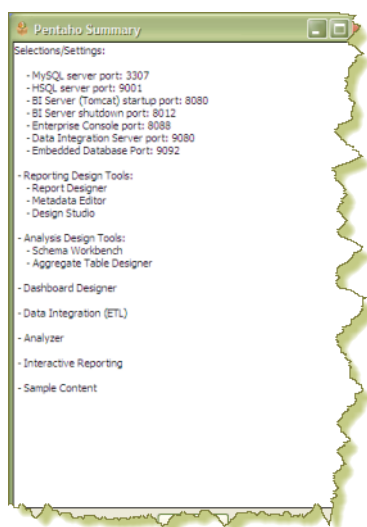 Pentaho Summary
Selections/Settings:
- MySQL server port: 3307
- HSQL server port: 9001
- BI Server (Tomcat) startup port: 8080
- BI Server shutdown port: 8012
- Enterprise Console port: 8088
- Data Integration Server port: 9080
- Embedded Database Port: 9092
- Reporting Design Tools:
- Report Designer
- Metadata Editor
- Design Studio
- Analysis Design Tools:
- Schema Workbench
- Aggregate Table Designer
- Dashboard Designer
- Data Integration (ETL)
- Analyzer
- Interactive Reporting
- Sample Content